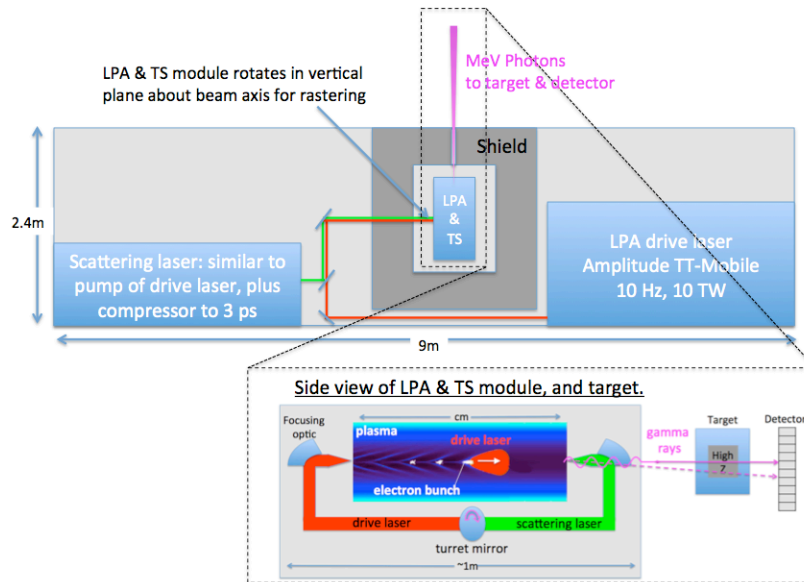 MeV Photons
to target & detector
LPA & TS module rotates in vertical
plane about beam axis for rastering
Shield
LPA
&
TS
2.4m
Scattering laser: similar to
pump of drive laser, plus
compressor to 3 ps
LPA drive laser
Amplitude TT-Mobile
10 Hz, 10 TW
9m
Side view of LPA & TS module, and target.
Focusing
optic
cm
plasma
drive laser
electron bunch
gamma
rays
Target
High
Z
Detector
drive laser
scattering laser
turret mirror
~1m